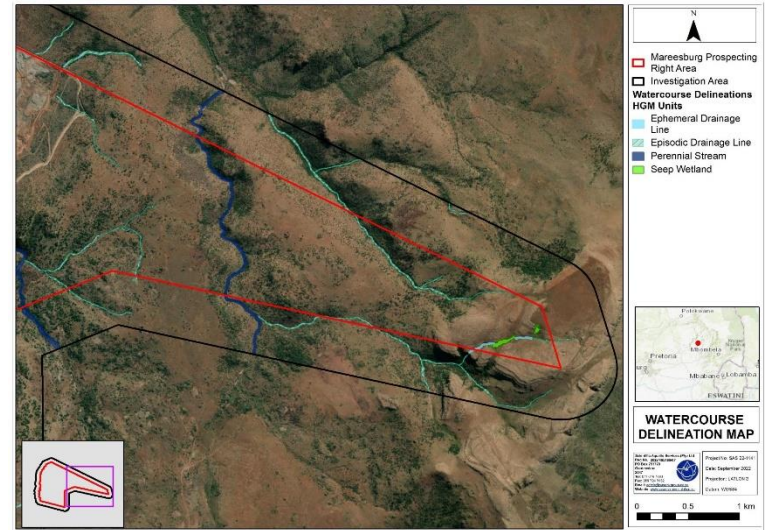 N
Mareesburg Prospecting
Right Area
Investigation Area
Watercourse Delineations
HGM Units
Ephemeral Drainage
Line
Episodic Drainage Line
Perennial Stream
Seep Wetland
Polokwane
Mbombela
Pretoria
Mbabane
Lobamba
ESWATINI
WATERCOURSE
DELINEATION MAP
Date: September 2022
0 0.5 1 km